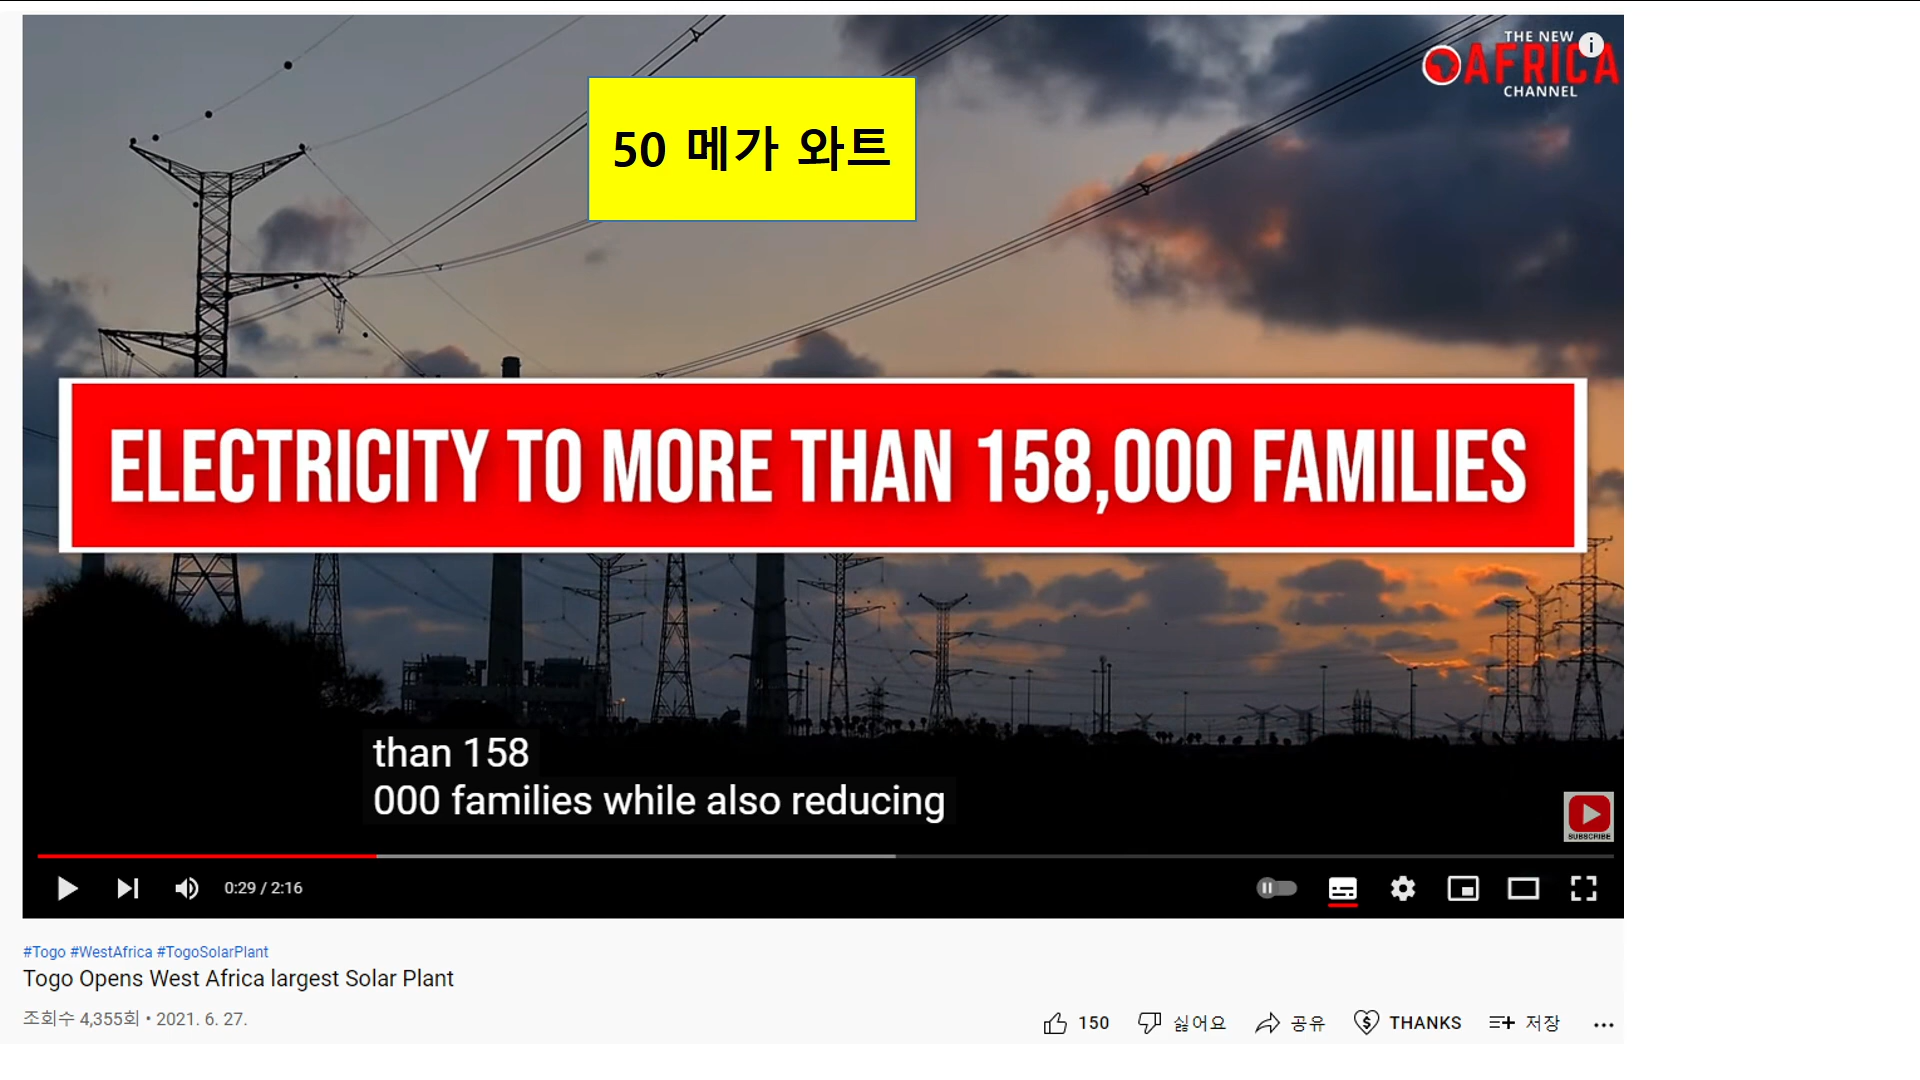 THE NEW
AFRICA
CHANNEL
50 메가 와트
ELECTRICITY TO MORE THAN 158,000 FAMILIES
than 158
000 families while also reducing
SUBSCRIBE
0:29 / 2:16
#Togo #WestAfrica #TogoSolarPlant
Togo Opens West Africa largest Solar Plant
조회수 4,355회 • 2021. 6. 27.
150 싫어요 공유 THANKS 저장